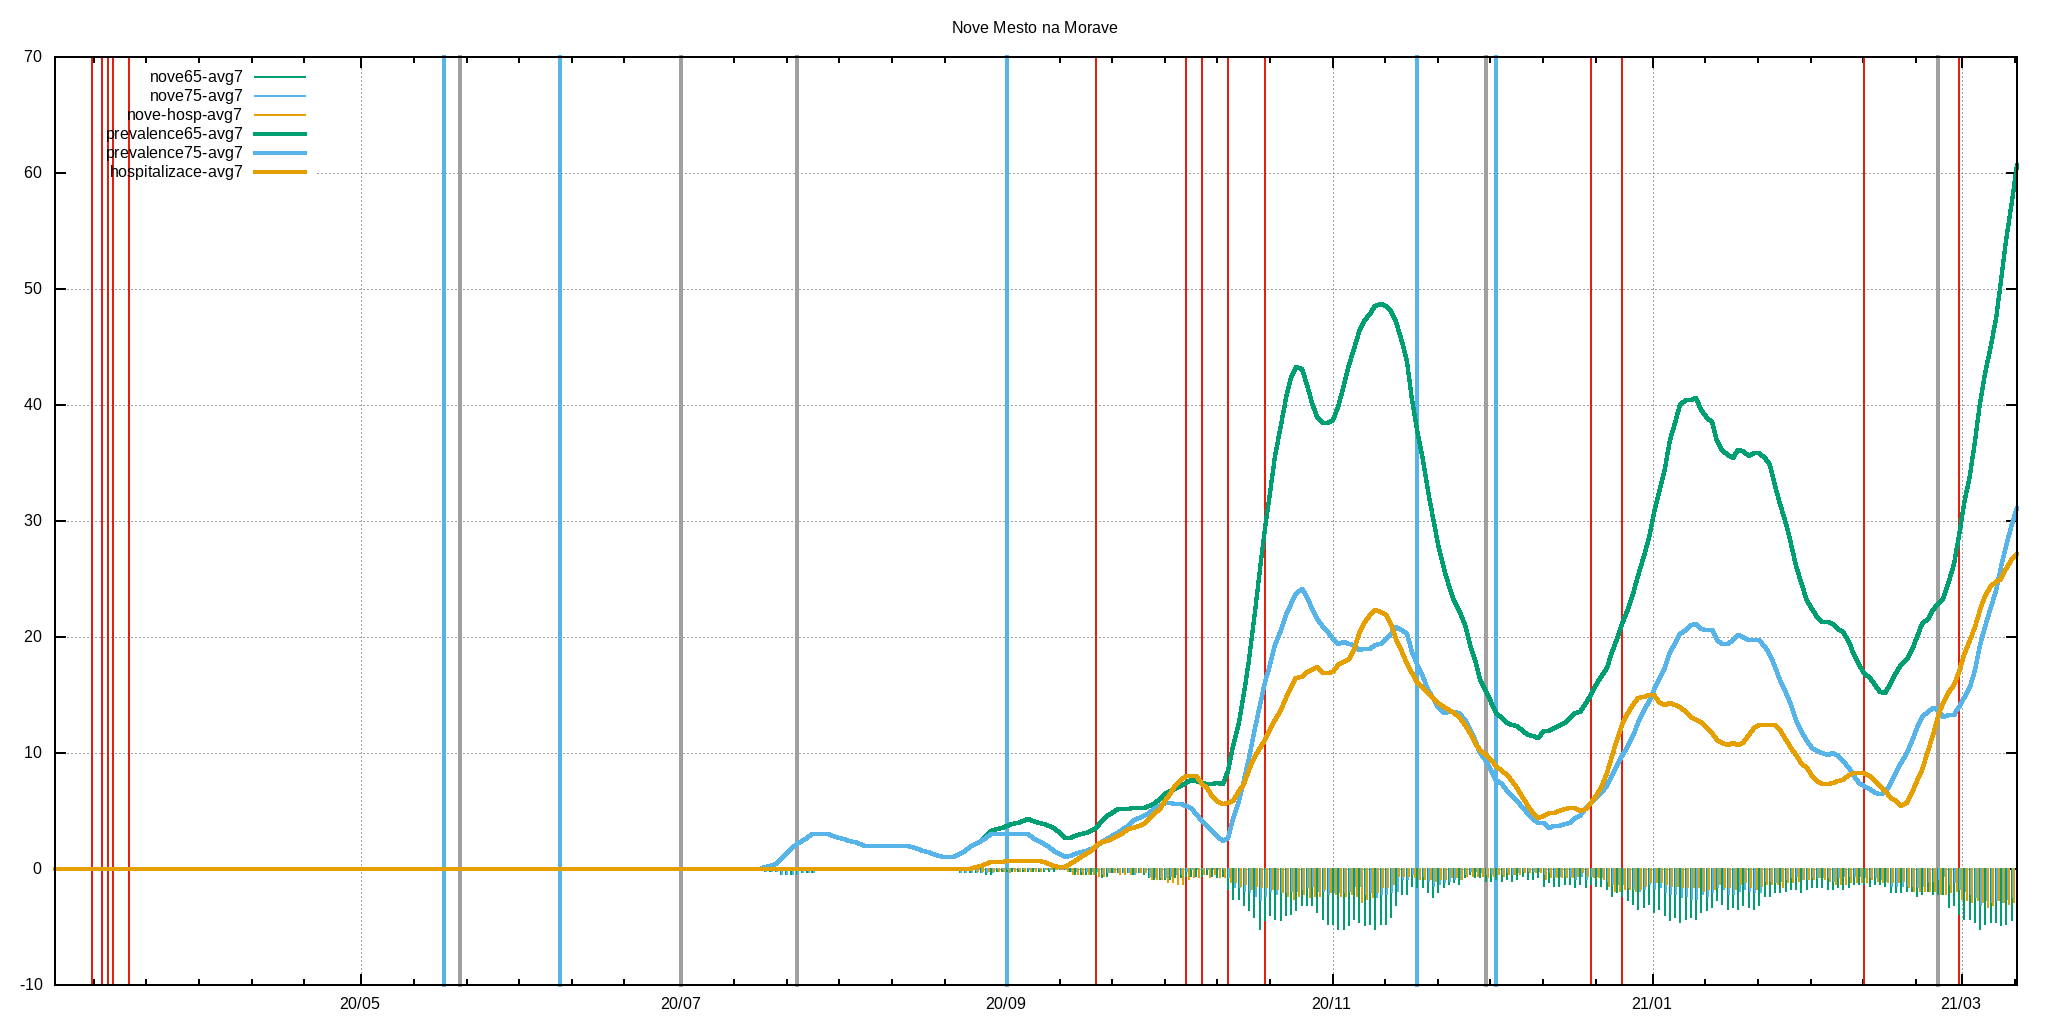 Nove Mesto na Morave
70
60
50
40
30
20
10
0
-10
nove65-avg7
nove75-avg7
nove-hosp-avg7
prevalence65-avg7
prevalence75-avg7
hospitalizace-avg7
20/05 20/07 20/09 20/11 21/01 21/03